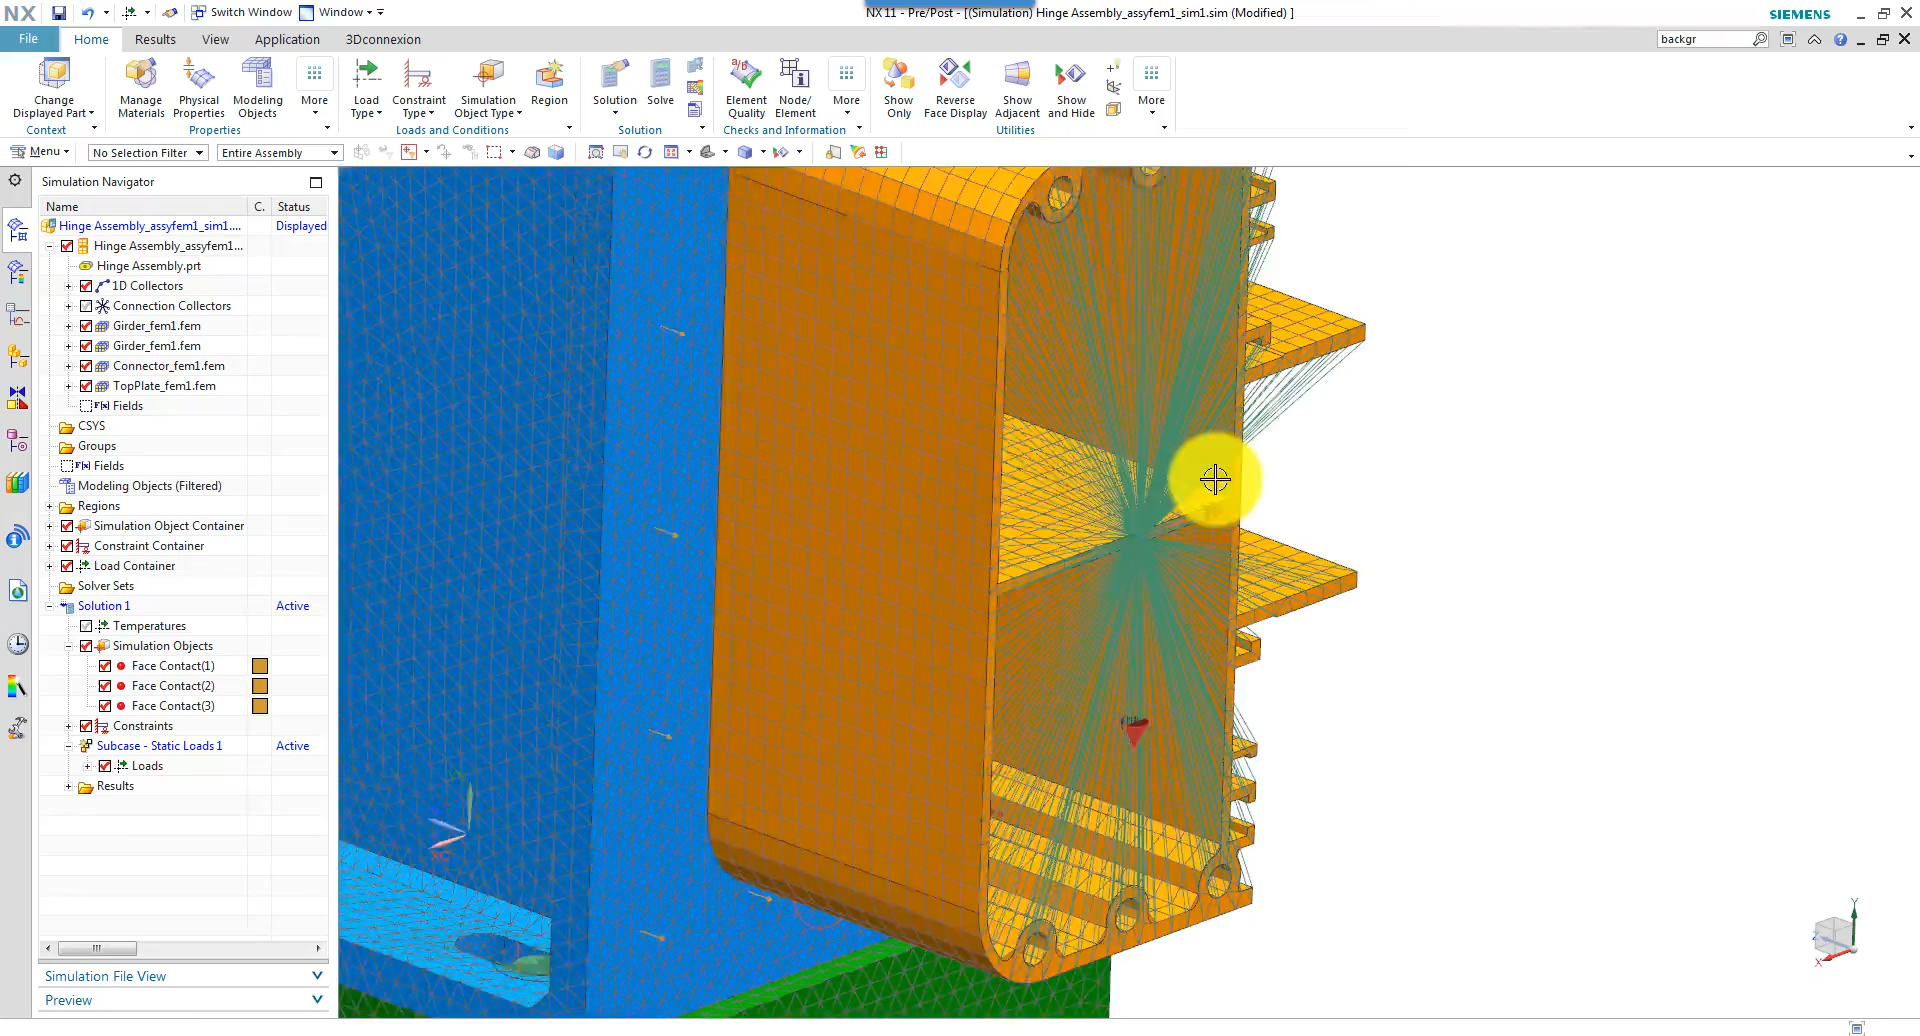 NX
Switch Window
Window
NX 11 - Pre/Post - [(Simulation) Hinge Assembly_assyfem1_sim1.sim (Modified) ]
SIEMENS
File
Home
Results
View
Application
3Dconnexion
backgr
Change
Displayed Part
Manage
Materials
Physical
Properties
Modeling
Objects
More
Load
Type
Constraint
Type
Simulation
Object Type
Region
Solution
Solve
Element
Quality
Node/
Element
More
Show
Only
Reverse
Face Display
Show
Adjacent
Show
and Hide
More
Context
Properties
Loads and Conditions
Solution
Checks and Information
Utilities
Menu
No Selection Filter
Entire Assembly
Simulation Navigator
Name
C.
Status
Hinge Assembly_assyfem1_sim1....
Displayed
Hinge Assembly_assyfem1...
Hinge Assembly.prt
1D Collectors
Connection Collectors
Girder_fem1.fem
Girder_fem1.fem
Connector_fem1.fem
TopPlate_fem1.fem
Fields
CSYS
Groups
Fields
Modeling Objects (Filtered)
Regions
Simulation Object Container
Constraint Container
Load Container
Solver Sets
Solution 1
Active
Temperatures
Simulation Objects
Face Contact(1)
Face Contact(2)
Face Contact(3)
Constraints
Subcase - Static Loads 1
Active
Loads
Results
Simulation File View
Preview
XC
Y
Z
X